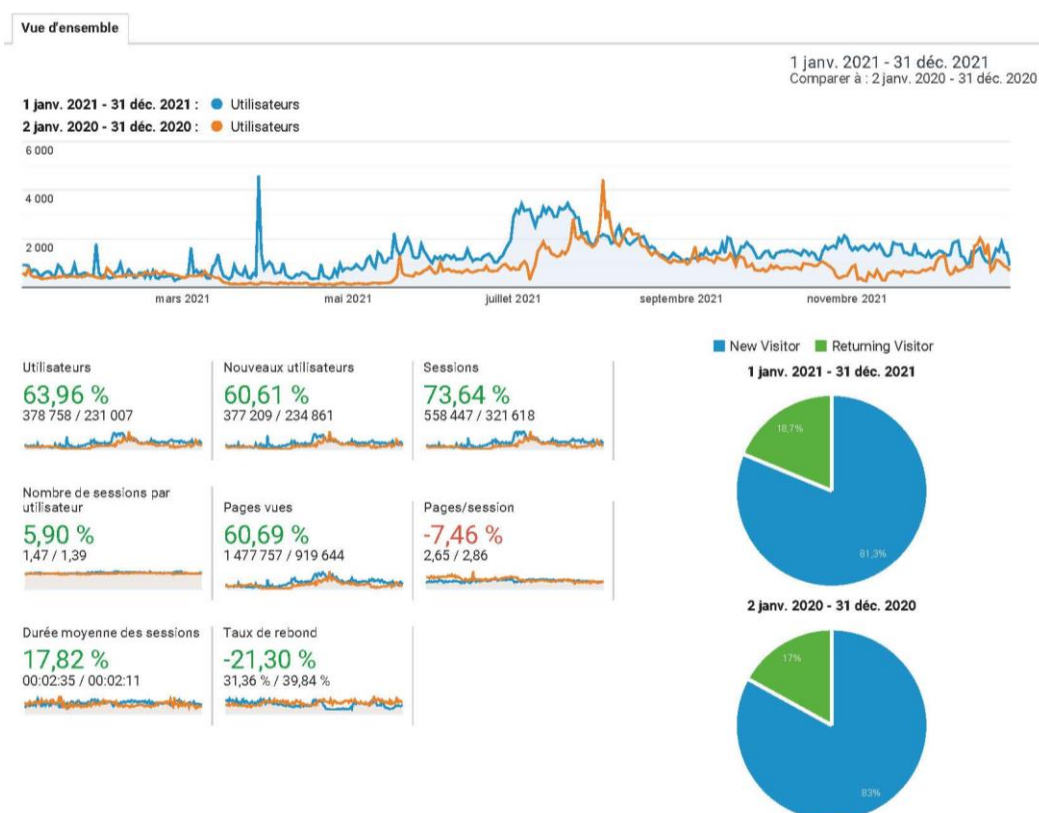 Vue d'ensemble
1 janv. 2021 - 31 déc. 2021
Comparer à : 2 janv. 2020 - 31 déc. 2020
1 janv. 2021 - 31 déc. 2021 : Utilisateurs
2 janv. 2020 - 31 déc. 2020 : Utilisateurs
6 000
4 000
2 000
mars 2021 mai 2021 juillet 2021 septembre 2021 novembre 2021
Utilisateurs
63,96 %
378 758 / 231 007
Nouveaux utilisateurs
60,61 %
377 209 / 234 861
Sessions
73,64 %
558 447 / 321 618
Nombre de sessions par
utilisateur
5,90 %
1,47 / 1,39
Pages vues
60,69 %
1 477 757 / 919 644
Pages/session
-7,46 %
2,65 / 2,86
Durée moyenne des sessions
17,82 %
00:02:35 / 00:02:11
Taux de rebond
-21,30 %
31,36 % / 39,84 %
New Visitor Returning Visitor
1 janv. 2021 - 31 déc. 2021
18,7%
81,3%
2 janv. 2020 - 31 déc. 2020
17%
83%